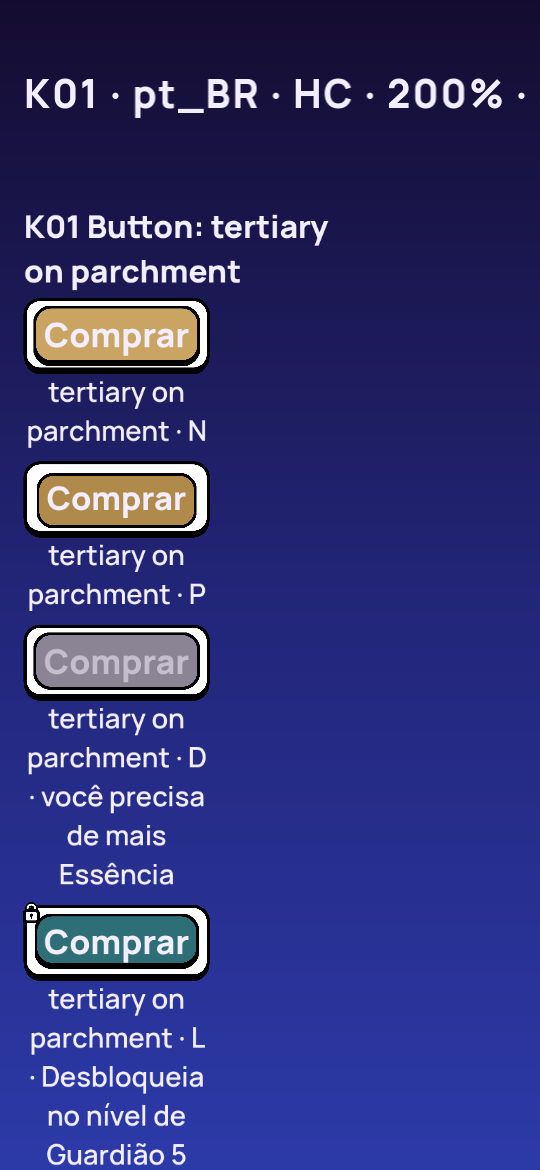 K01 · pt_BR · HC · 200% ·
K01 Button: tertiary
on parchment
Comprar
tertiary on
parchment · N
Comprar
tertiary on
parchment · P
Comprar
tertiary on
parchment · D
· você precisa
de mais
Essência
Comprar
tertiary on
parchment · L
· Desbloqueia
no nível de
Guardião 5